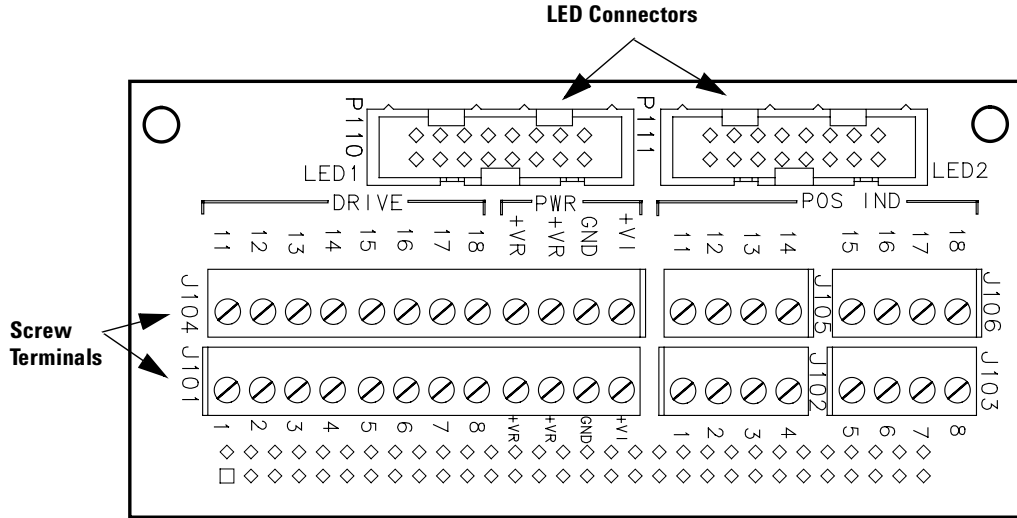 LED Connectors
P110
P111
LED1
LED2
DRIVE
PWR
POS IND
11 12 13 14 15 16 17 18 +VR +VR GND +VI 11 12 13 14 15 16 17 18
J104
J105
J106
Screw
Terminals
J101
J102
J103
1 2 3 4 5 6 7 8 +VR +VR GND +VI 1 2 3 4 5 6 7 8